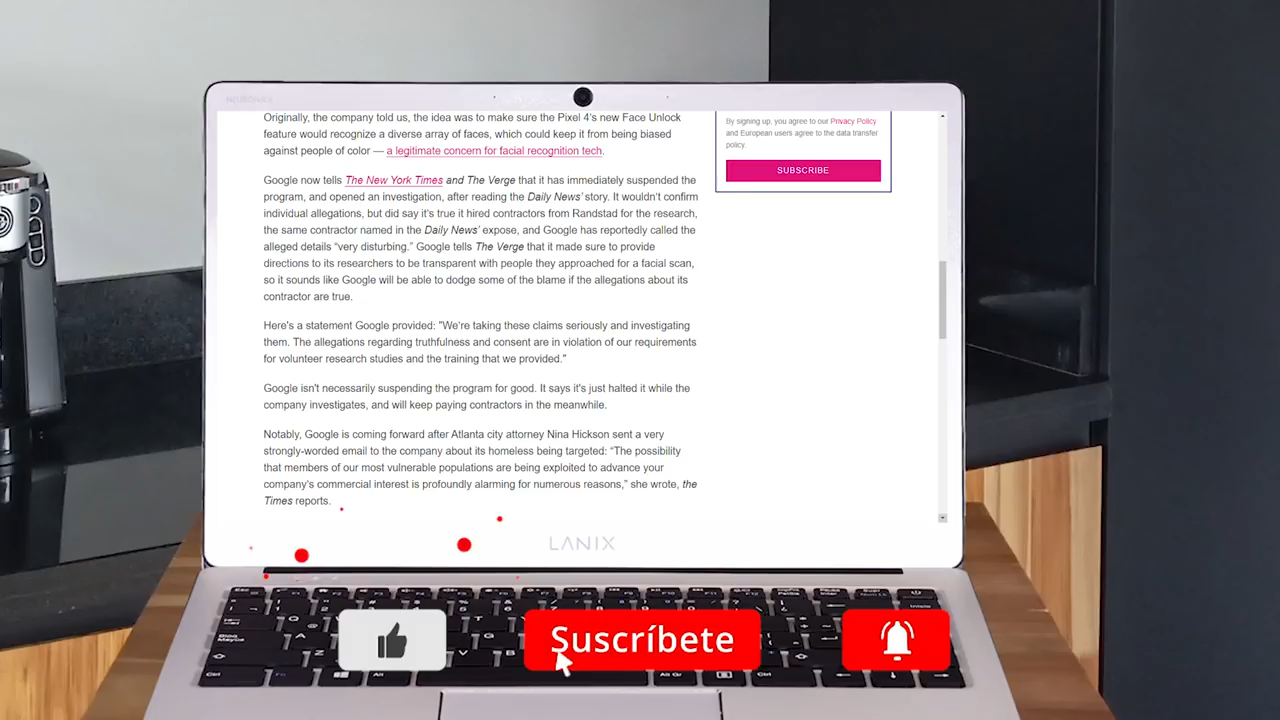 NEURONICS
Originally, the company told us, the idea was to make sure the Pixel 4's new Face Unlock
feature would recognize a diverse array of faces, which could keep it from being biased
against people of color — a legitimate concern for facial recognition tech.
Google now tells The New York Times and The Verge that it has immediately suspended the
program, and opened an investigation, after reading the Daily News' story. It wouldn't confirm
individual allegations, but did say it's true it hired contractors from Randstad for the research,
the same contractor named in the Daily News' expose, and Google has reportedly called the
alleged details “very disturbing.” Google tells The Verge that it made sure to provide
directions to its researchers to be transparent with people they approached for a facial scan,
so it sounds like Google will be able to dodge some of the blame if the allegations about its
contractor are true.
Here's a statement Google provided: "We're taking these claims seriously and investigating
them. The allegations regarding truthfulness and consent are in violation of our requirements
for volunteer research studies and the training that we provided."
Google isn't necessarily suspending the program for good. It says it's just halted it while the
company investigates, and will keep paying contractors in the meanwhile.
Notably, Google is coming forward after Atlanta city attorney Nina Hickson sent a very
strongly-worded email to the company about its homeless being targeted: “The possibility
that members of our most vulnerable populations are being exploited to advance your
company's commercial interest is profoundly alarming for numerous reasons,” she wrote, the
Times reports.
By signing up, you agree to our Privacy Policy
and European users agree to the data transfer
policy.
SUBSCRIBE
LANIX
Bloq
Mayús
Ctrl
Fn
Alt
Alt Gr
Ctrl
Suscríbete